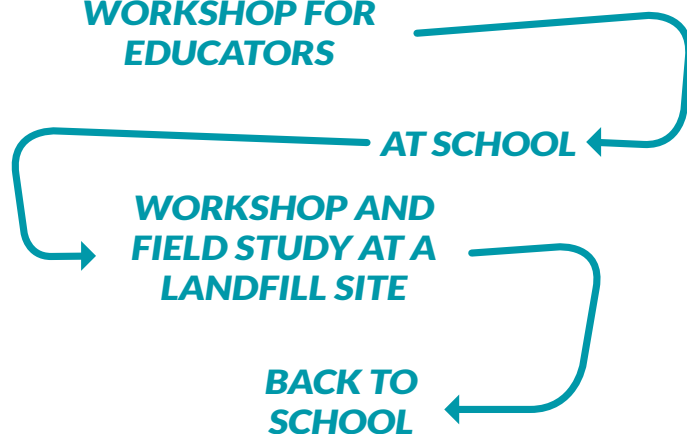 WORKSHOP FOR
EDUCATORS
AT SCHOOL
WORKSHOP AND
FIELD STUDY AT A
LANDFILL SITE
BACK TO
SCHOOL